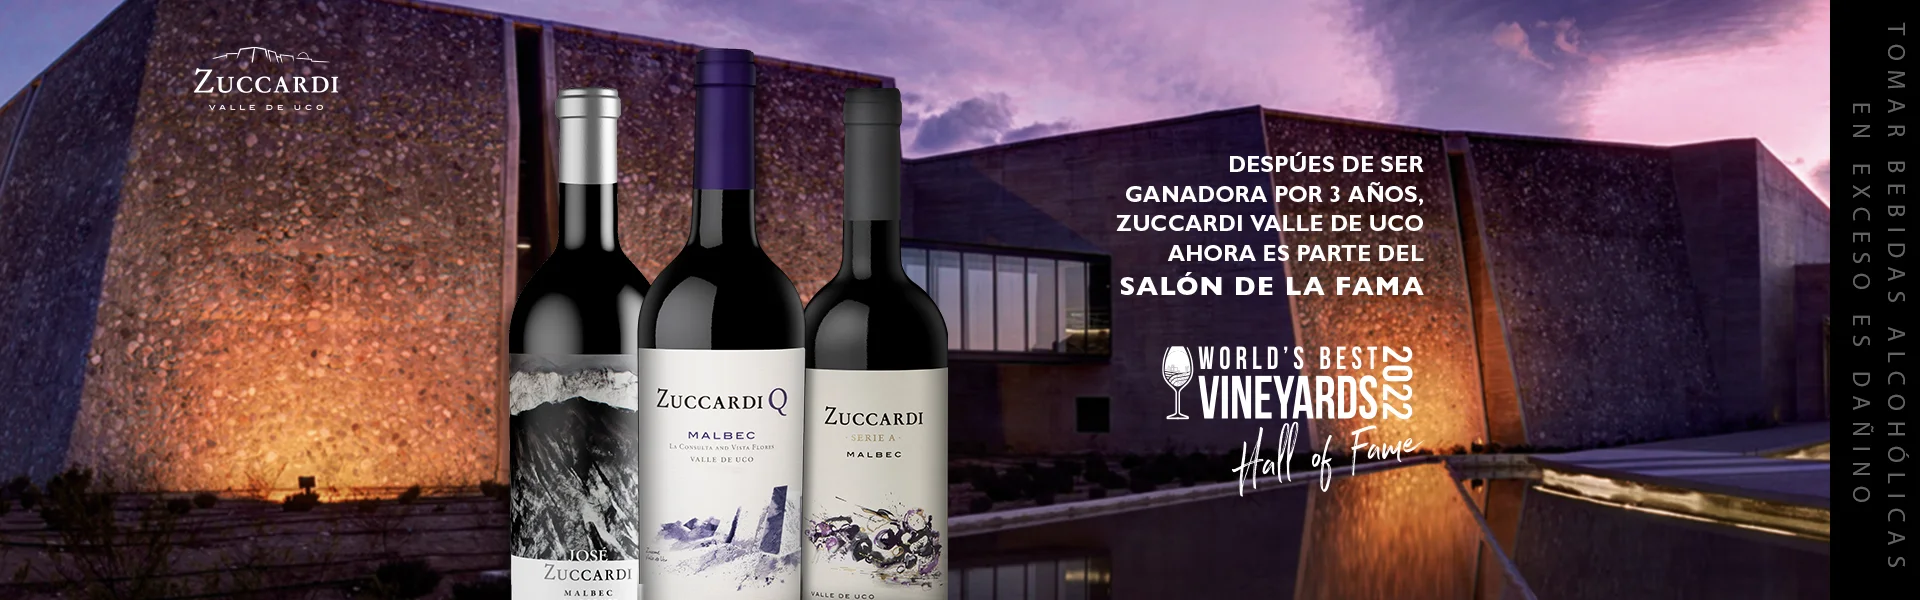 ZUCCARDI
VALLE DE UCO
JOSÉ
ZUCCARDI
MALBEC
ZUCCARDI Q
MALBEC
LA CONSULTA AND VISTA FLORES
VALLE DE UCO
ZUCCARDI
· SERIE A ·
MALBEC
VALLE DE UCO
DESPÚES DE SER
GANADORA POR 3 AÑOS,
ZUCCARDI VALLE DE UCO
AHORA ES PARTE DEL
SALÓN DE LA FAMA
WORLD'S BEST
VINEYARDS
2022
Hall of Fame
TOMAR BEBIDAS ALCOHÓLICAS
EN EXCESO ES DAÑINO